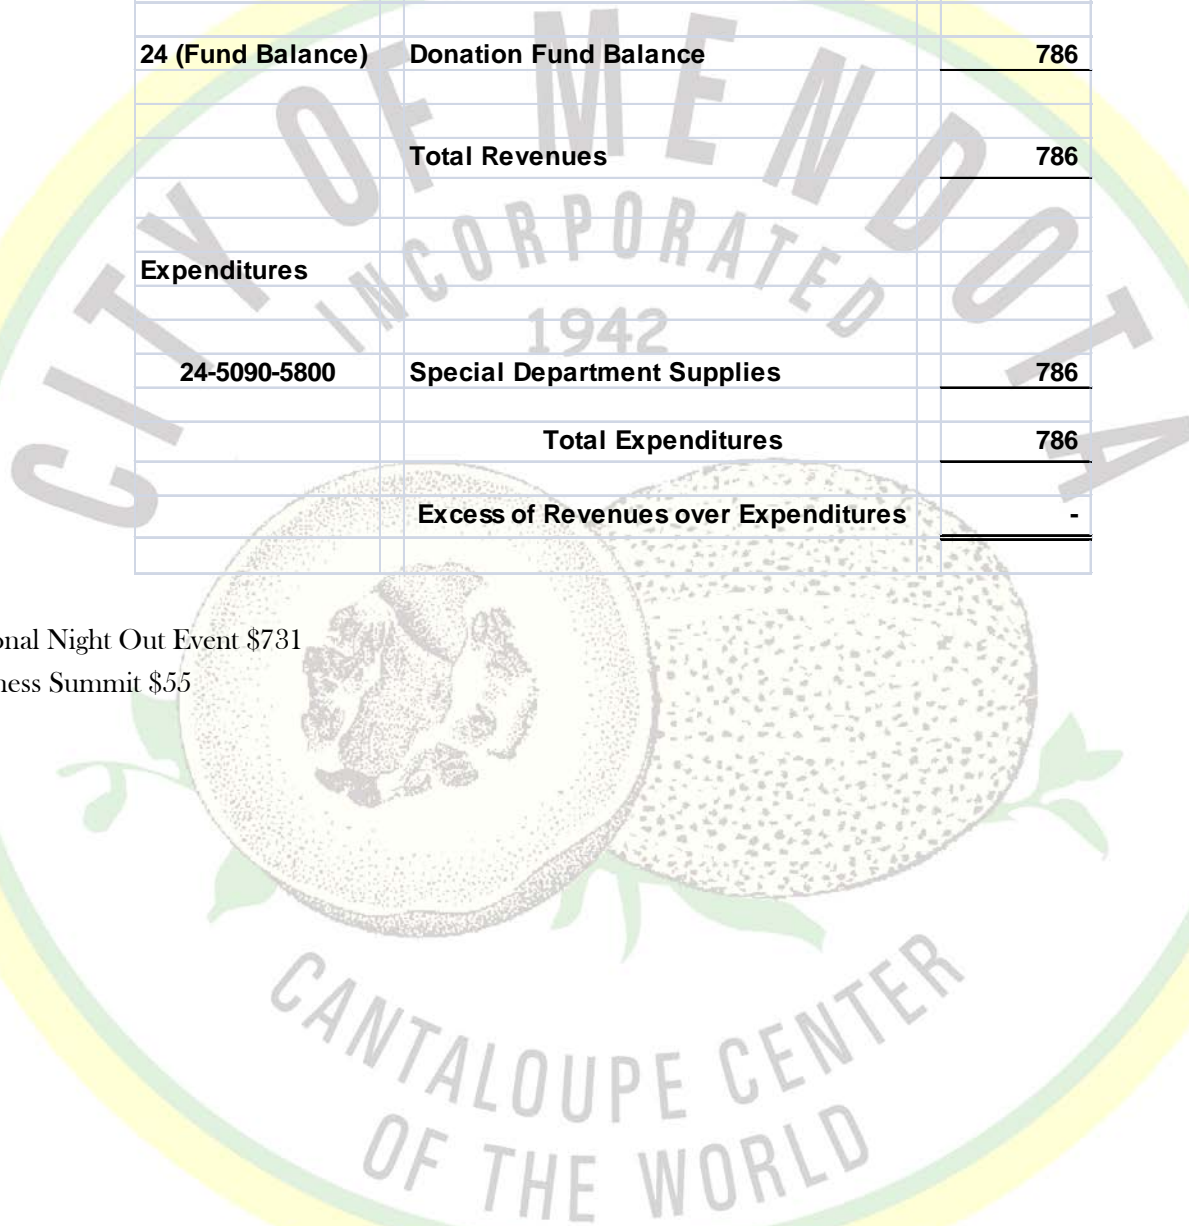 24 (Fund Balance) Donation Fund Balance 786
Total Revenues 786
Expenditures
24-5090-5800 Special Department Supplies 786
Total Expenditures 786
Excess of Revenues over Expenditures -
Night Out Event $731
Summit $55
CITY OF MENDOTA
INCORPORATED
1942
CANTALOUPE CENTER
OF THE WORLD